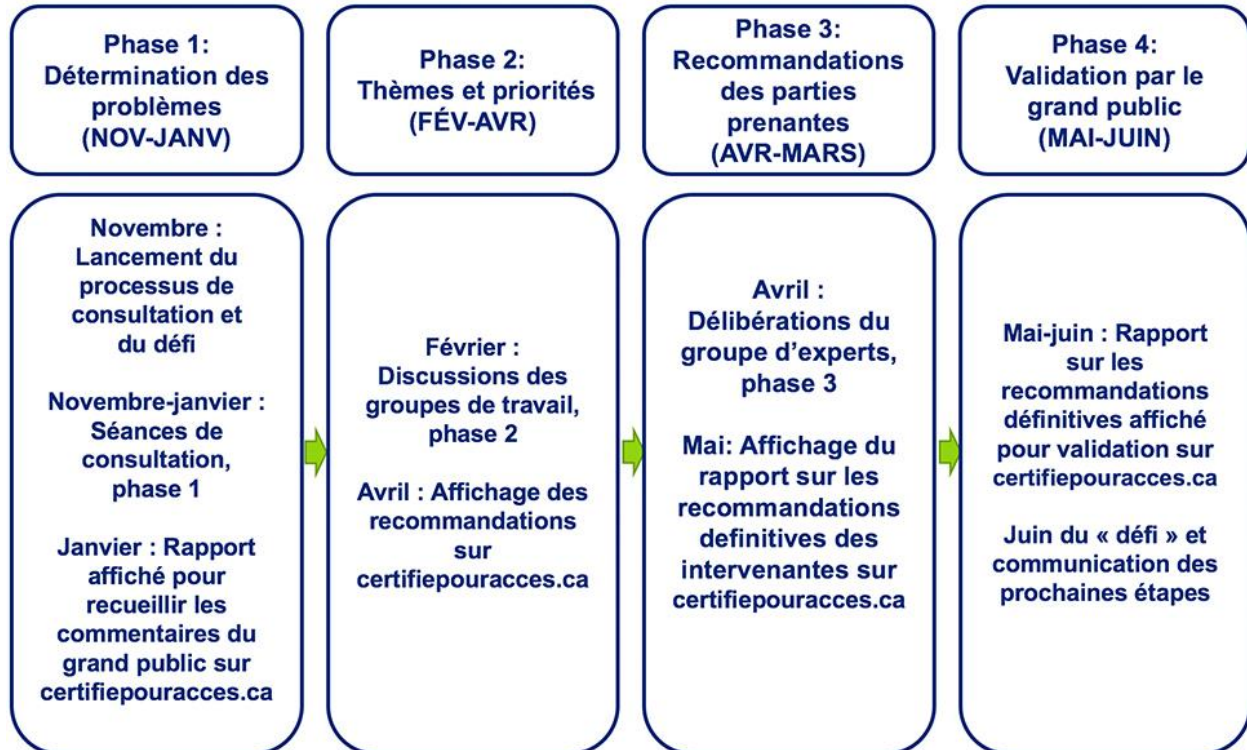 Phase 1:
Détermination des
problèmes
(NOV-JANV)
Phase 2:
Thèmes et priorités
(FÉV-AVR)
Phase 3:
Recommandations
des parties
prenantes
(AVR-MARS)
Phase 4:
Validation par le
grand public
(MAI-JUIN)
Novembre :
Lancement du
processus de
consultation et
du défi
Novembre-janvier :
Séances de
consultation,
phase 1
Janvier : Rapport
affiché pour
recueillir les
commentaires du
grand public sur
certifiepouracces.ca
Février :
Discussions des
groupes de travail,
phase 2
Avril : Affichage des
recommandations
sur
certifiepouracces.ca
Avril :
Délibérations du
groupe d’experts,
phase 3
Mai: Affichage du
rapport sur les
recommandations
definitives des
intervenantes sur
certifiepouracces.ca
Mai-juin : Rapport
sur les
recommandations
définitives affiché
pour validation sur
certifiepouracces.ca
Juin du « défi » et
communication des
prochaines étapes